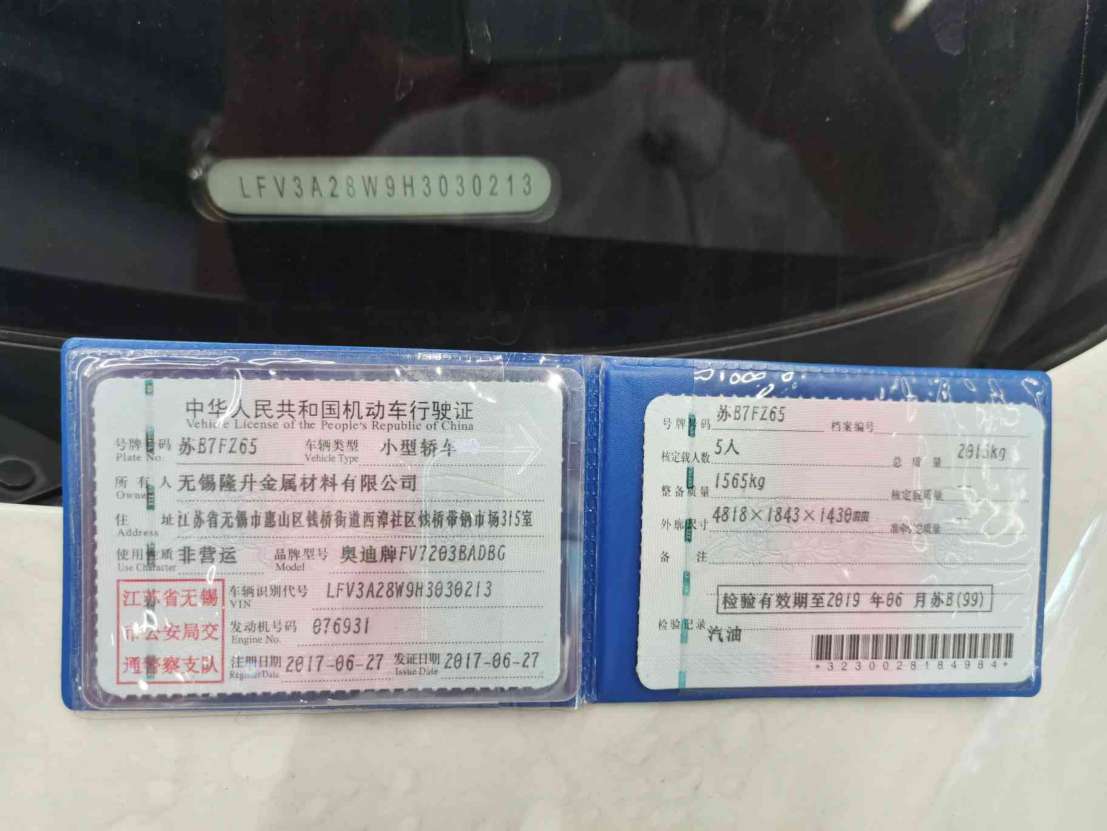 LFV3A28W9H3030213
中华人民共和国机动车行驶证
Vehicle License of the People's Republic of China
号牌号码 苏B7FZ65 车辆类型 小型轿车
Plate No. Vehicle Type
所有人 无锡隆升金属材料有限公司
Owner
住址 江苏省无锡市惠山区钱桥街道西漳社区钱桥带钢市场315室
Address
使用性质 非营运 品牌型号 奥迪牌FV7203BADBG
Use Character Model
江苏省无锡
市公安局交
通警察支队
车辆识别代号 LFV3A28W9H3030213
VIN
发动机号码 076931
Engine No.
注册日期 2017-06-27 发证日期 2017-06-27
Register Date Issue Date
号牌号码 苏B7FZ65 档案编号
核定载人数 5人 总质量 2015kg
整备质量 1565kg 核定载质量
外廓尺寸 4818×1843×1430mm 准牵引总质量
备注
检验有效期至2019年06月苏B(99)
检验记录
汽油
*3230028184984*